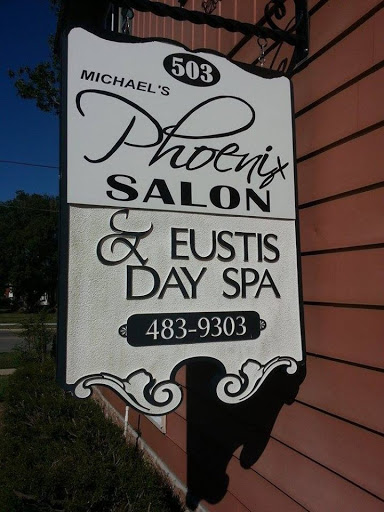 503
MICHAEL'S
Phoenix
SALON
& EUSTIS
DAY SPA
483-9303